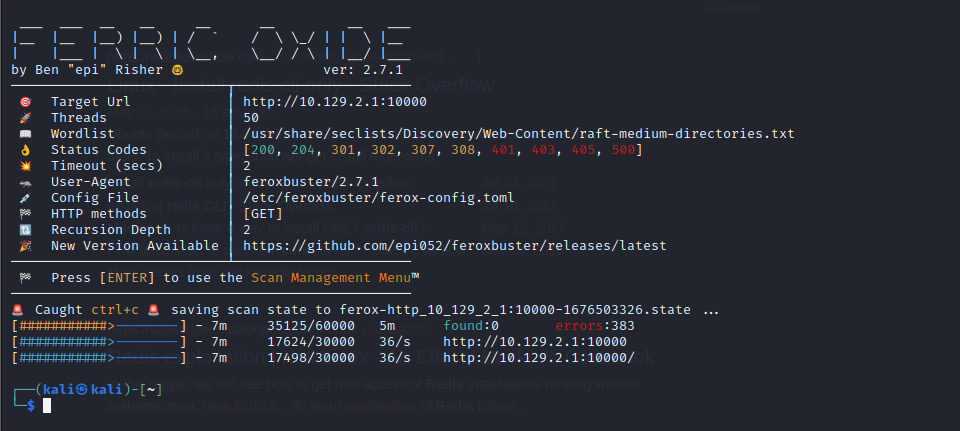 FERRIC OXIDE
by Ben "epi" Risher 🤓 ver: 2.7.1
🎯 Target Url │ http://10.129.2.1:10000
🚀 Threads │ 50
📖 Wordlist │ /usr/share/seclists/Discovery/Web-Content/raft-medium-directories.txt
👌 Status Codes │ [200, 204, 301, 302, 307, 308, 401, 403, 405, 500]
💥 Timeout (secs) │ 2
🦡 User-Agent │ feroxbuster/2.7.1
💉 Config File │ /etc/feroxbuster/ferox-config.toml
🏁 HTTP methods │ [GET]
🔃 Recursion Depth │ 2
🎉 New Version Available │ https://github.com/epi052/feroxbuster/releases/latest
🏁 Press [ENTER] to use the Scan Management Menu™
🚨 Caught ctrl+c 🚨 saving scan state to ferox-http_10_129_2_1:10000-1676503326.state ...
[###########>--------] - 7m 35125/60000 5m found:0 errors:383
[###########>--------] - 7m 17624/30000 36/s http://10.129.2.1:10000
[###########>--------] - 7m 17498/30000 36/s http://10.129.2.1:10000/
┌──(kali㉿kali)-[~]
└─$